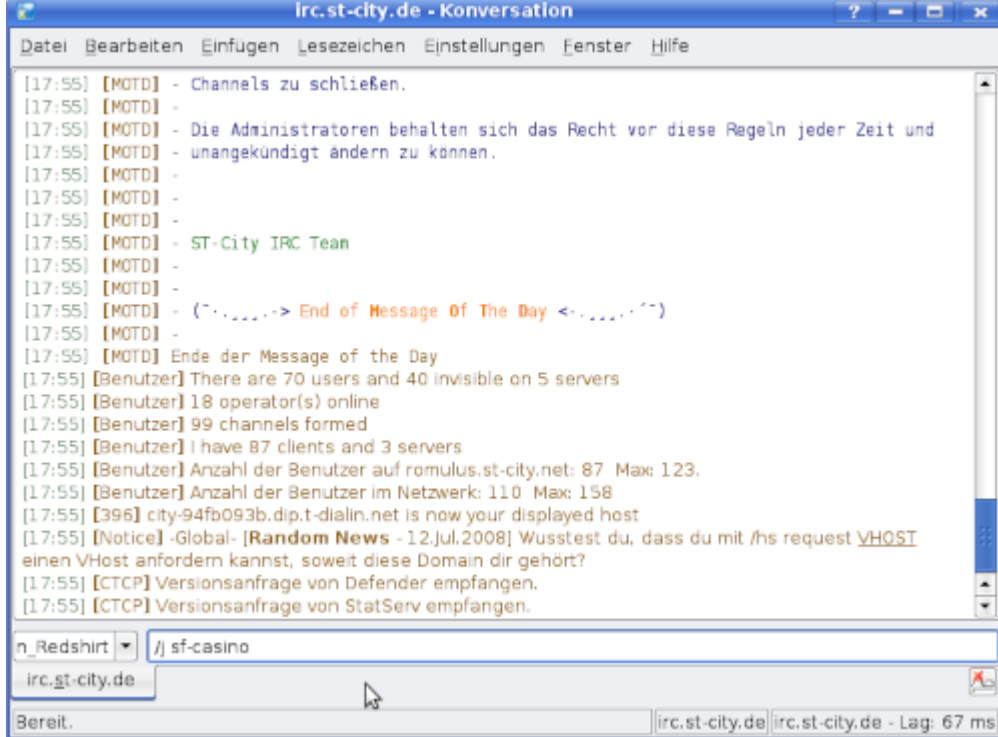 irc.st-city.de - Konversation
Datei Bearbeiten Einfügen Lesezeichen Einstellungen Fenster Hilfe
[17:55] [MOTD] - Channels zu schließen.
[17:55] [MOTD] -
[17:55] [MOTD] - Die Administratoren behalten sich das Recht vor diese Regeln jeder Zeit und
[17:55] [MOTD] - unangekündigt ändern zu können.
[17:55] [MOTD] -
[17:55] [MOTD] -
[17:55] [MOTD] -
[17:55] [MOTD] - ST-City IRC Team
[17:55] [MOTD] -
[17:55] [MOTD] -
[17:55] [MOTD] - (¯·.¸¸¸¸.-> End of Message Of The Day <-.¸¸¸¸.·´¯)
[17:55] [MOTD] -
[17:55] [MOTD] Ende der Message of the Day
[17:55] [Benutzer] There are 70 users and 40 invisible on 5 servers
[17:55] [Benutzer] 18 operator(s) online
[17:55] [Benutzer] 99 channels formed
[17:55] [Benutzer] I have 87 clients and 3 servers
[17:55] [Benutzer] Anzahl der Benutzer auf romulus.st-city.net: 87 Max: 123.
[17:55] [Benutzer] Anzahl der Benutzer im Netzwerk: 110 Max: 158
[17:55] [396] city-94fb093b.dip.t-dialin.net is now your displayed host
[17:55] [Notice] -Global- [Random News - 12.Jul.2008] Wusstest du, dass du mit /hs request VHOST
einen VHost anfordern kannst, soweit diese Domain dir gehört?
[17:55] [CTCP] Versionsanfrage von Defender empfangen.
[17:55] [CTCP] Versionsanfrage von StatServ empfangen.
n_Redshirt /j sf-casino
irc.st-city.de
Bereit. irc.st-city.de irc.st-city.de - Lag: 67 ms